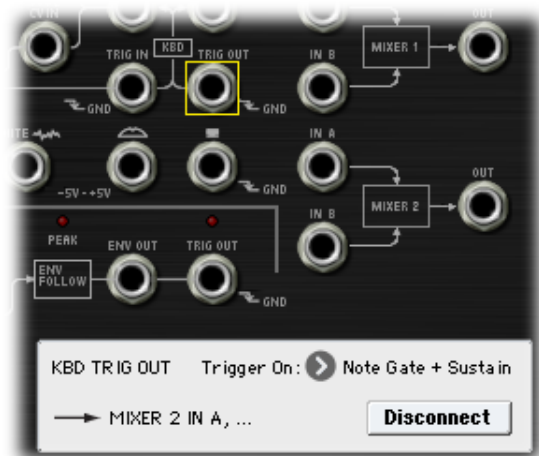 CV IN
OUT
TRIG IN KBD TRIG OUT
IN B
MIXER 1
GND
GND
IN A
OUT
-5V - +5V
GND
MIXER 2
IN B
PEAK
ENV OUT
TRIG OUT
ENV
FOLLOW
GND
KBD TRIG OUT Trigger On: Note Gate + Sustain
MIXER 2 IN A, ...
Disconnect